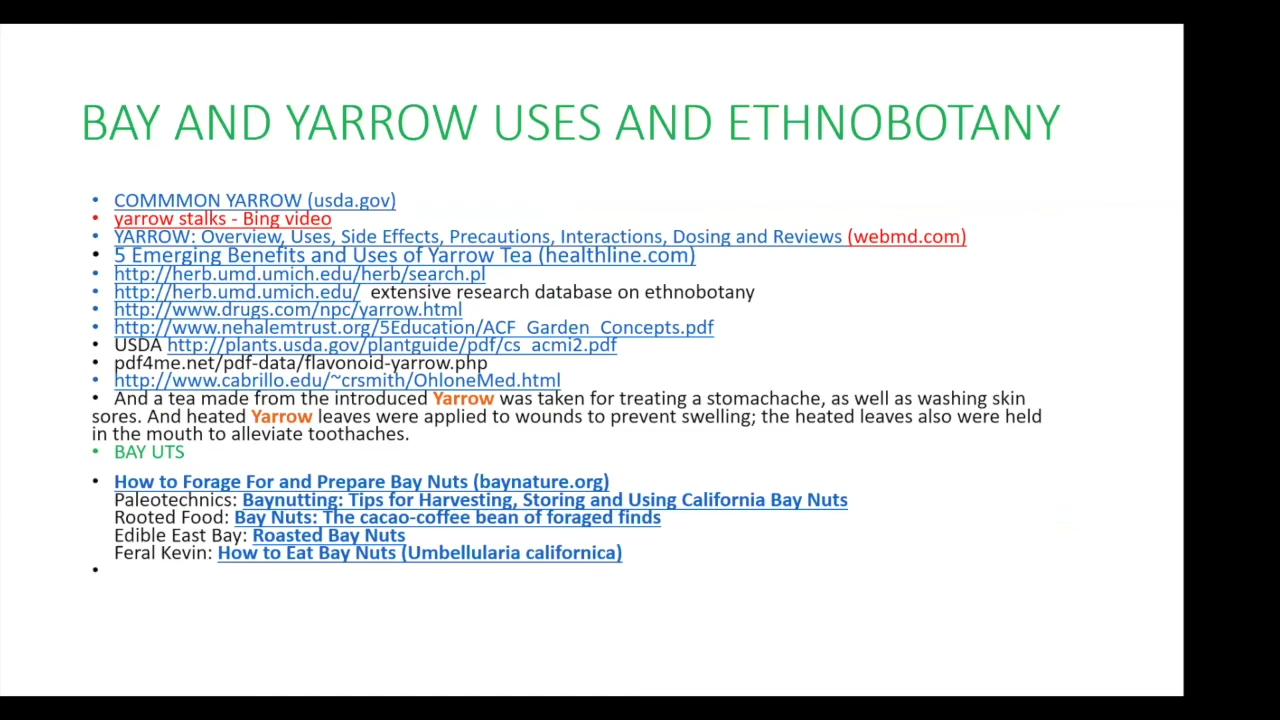 BAY AND YARROW USES AND ETHNOBOTANY
• COMMMON YARROW (usda.gov)
• yarrow stalks - Bing video
• YARROW: Overview, Uses, Side Effects, Precautions, Interactions, Dosing and Reviews (webmd.com)
• 5 Emerging Benefits and Uses of Yarrow Tea (healthline.com)
• http://herb.umd.umich.edu/herb/search.pl
• http://herb.umd.umich.edu/ extensive research database on ethnobotany
• http://www.drugs.com/npc/yarrow.html
• http://www.nehalemtrust.org/5Education/ACF_Garden_Concepts.pdf
• USDA http://plants.usda.gov/plantguide/pdf/cs_acmi2.pdf
• pdf4me.net/pdf-data/flavonoid-yarrow.php
• http://www.cabrillo.edu/~crsmith/OhloneMed.html
• And a tea made from the introduced Yarrow was taken for treating a stomachache, as well as washing skin
sores. And heated Yarrow leaves were applied to wounds to prevent swelling; the heated leaves also were held
in the mouth to alleviate toothaches.
• BAY UTS
• How to Forage For and Prepare Bay Nuts (baynature.org)
Paleotechnics: Baynutting: Tips for Harvesting, Storing and Using California Bay Nuts
Rooted Food: Bay Nuts: The cacao-coffee bean of foraged finds
Edible East Bay: Roasted Bay Nuts
Feral Kevin: How to Eat Bay Nuts (Umbellularia californica)
•